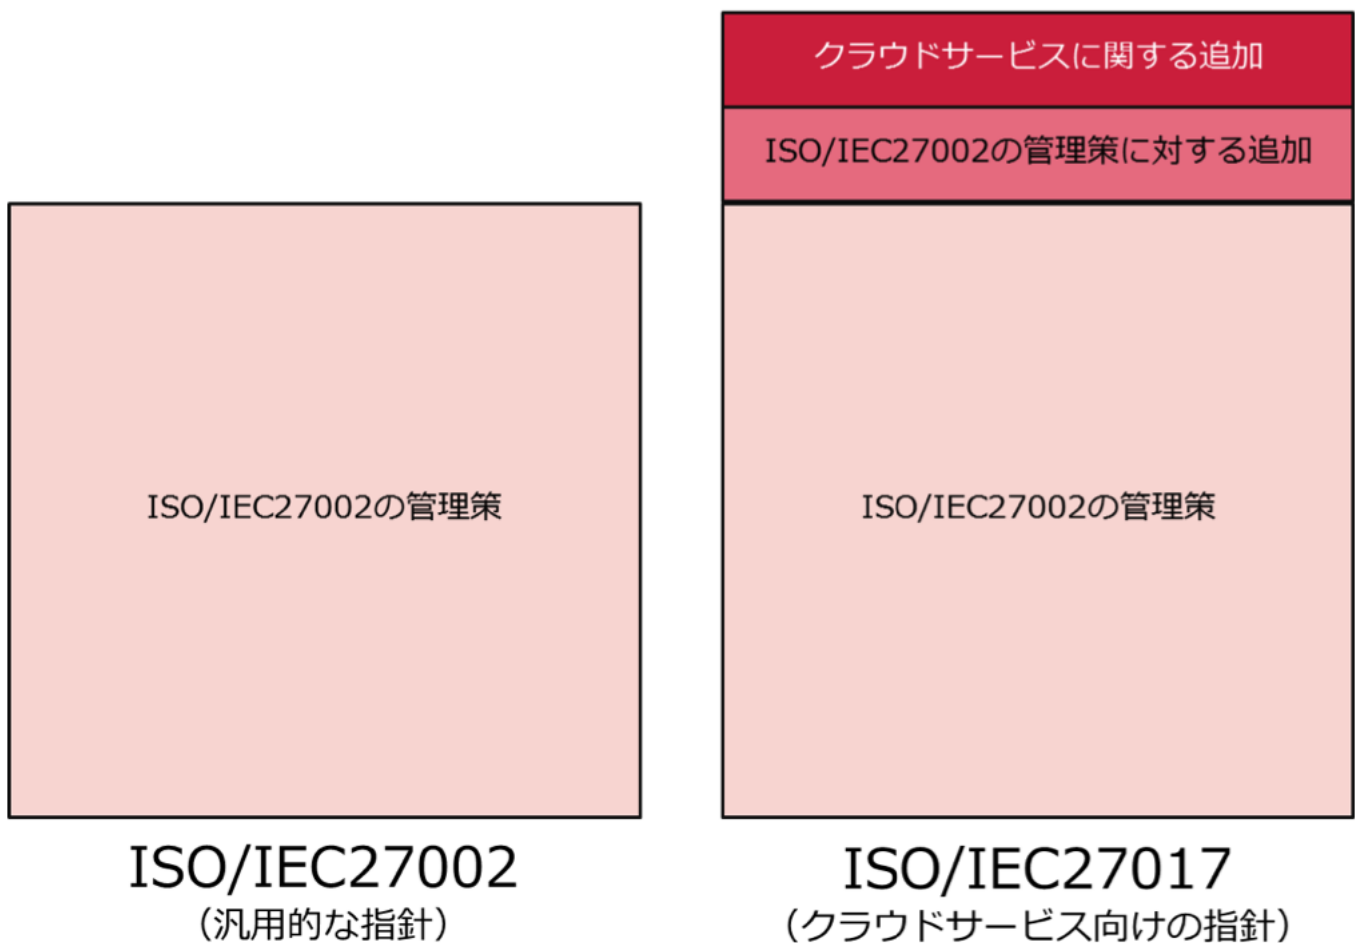 クラウドサービスに関する追加
ISO/IEC27002の管理策に対する追加
ISO/IEC27002の管理策
ISO/IEC27002の管理策
ISO/IEC27002
（汎用的な指針）
ISO/IEC27017
（クラウドサービス向けの指針）